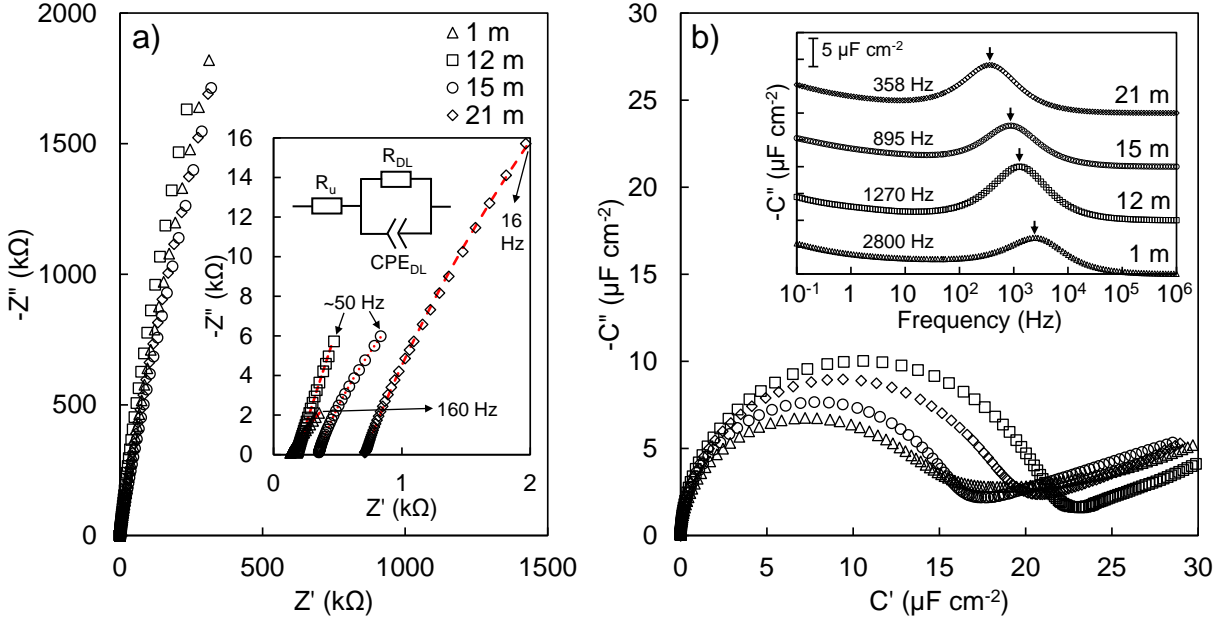 a)
2000
1500
1000
500
0
-Z" (kΩ)
0 500 1000 1500
Z' (kΩ)
△ 1 m
□ 12 m
○ 15 m
◇ 21 m
16
14
12
10
8
6
4
2
0
-Z" (kΩ)
0 1 2
Z' (kΩ)
R_u
R_DL
CPE_DL
16
Hz
~50 Hz
160 Hz
b)
30
25
20
15
10
5
0
-C" (µF cm⁻²)
0 5 10 15 20 25 30
C' (µF cm⁻²)
5 µF cm⁻²
-C" (µF cm⁻²)
358 Hz 21 m
895 Hz 15 m
1270 Hz 12 m
2800 Hz 1 m
10⁻¹ 1 10 10² 10³ 10⁴ 10⁵ 10⁶
Frequency (Hz)